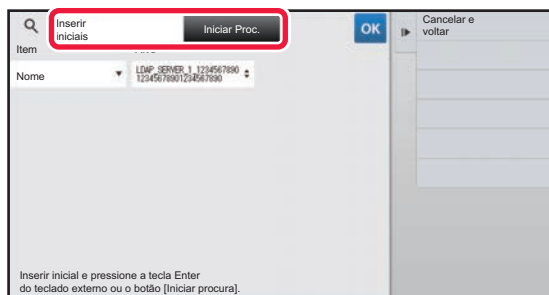 Inserir
iniciais
Iniciar Proc.
OK
Cancelar e
voltar
Item
Nome
LDAP_SERVER_1_1234567890
12345678901234567890
Inserir inicial e pressione a tecla Enter
do teclado externo ou o botão [Iniciar procura].